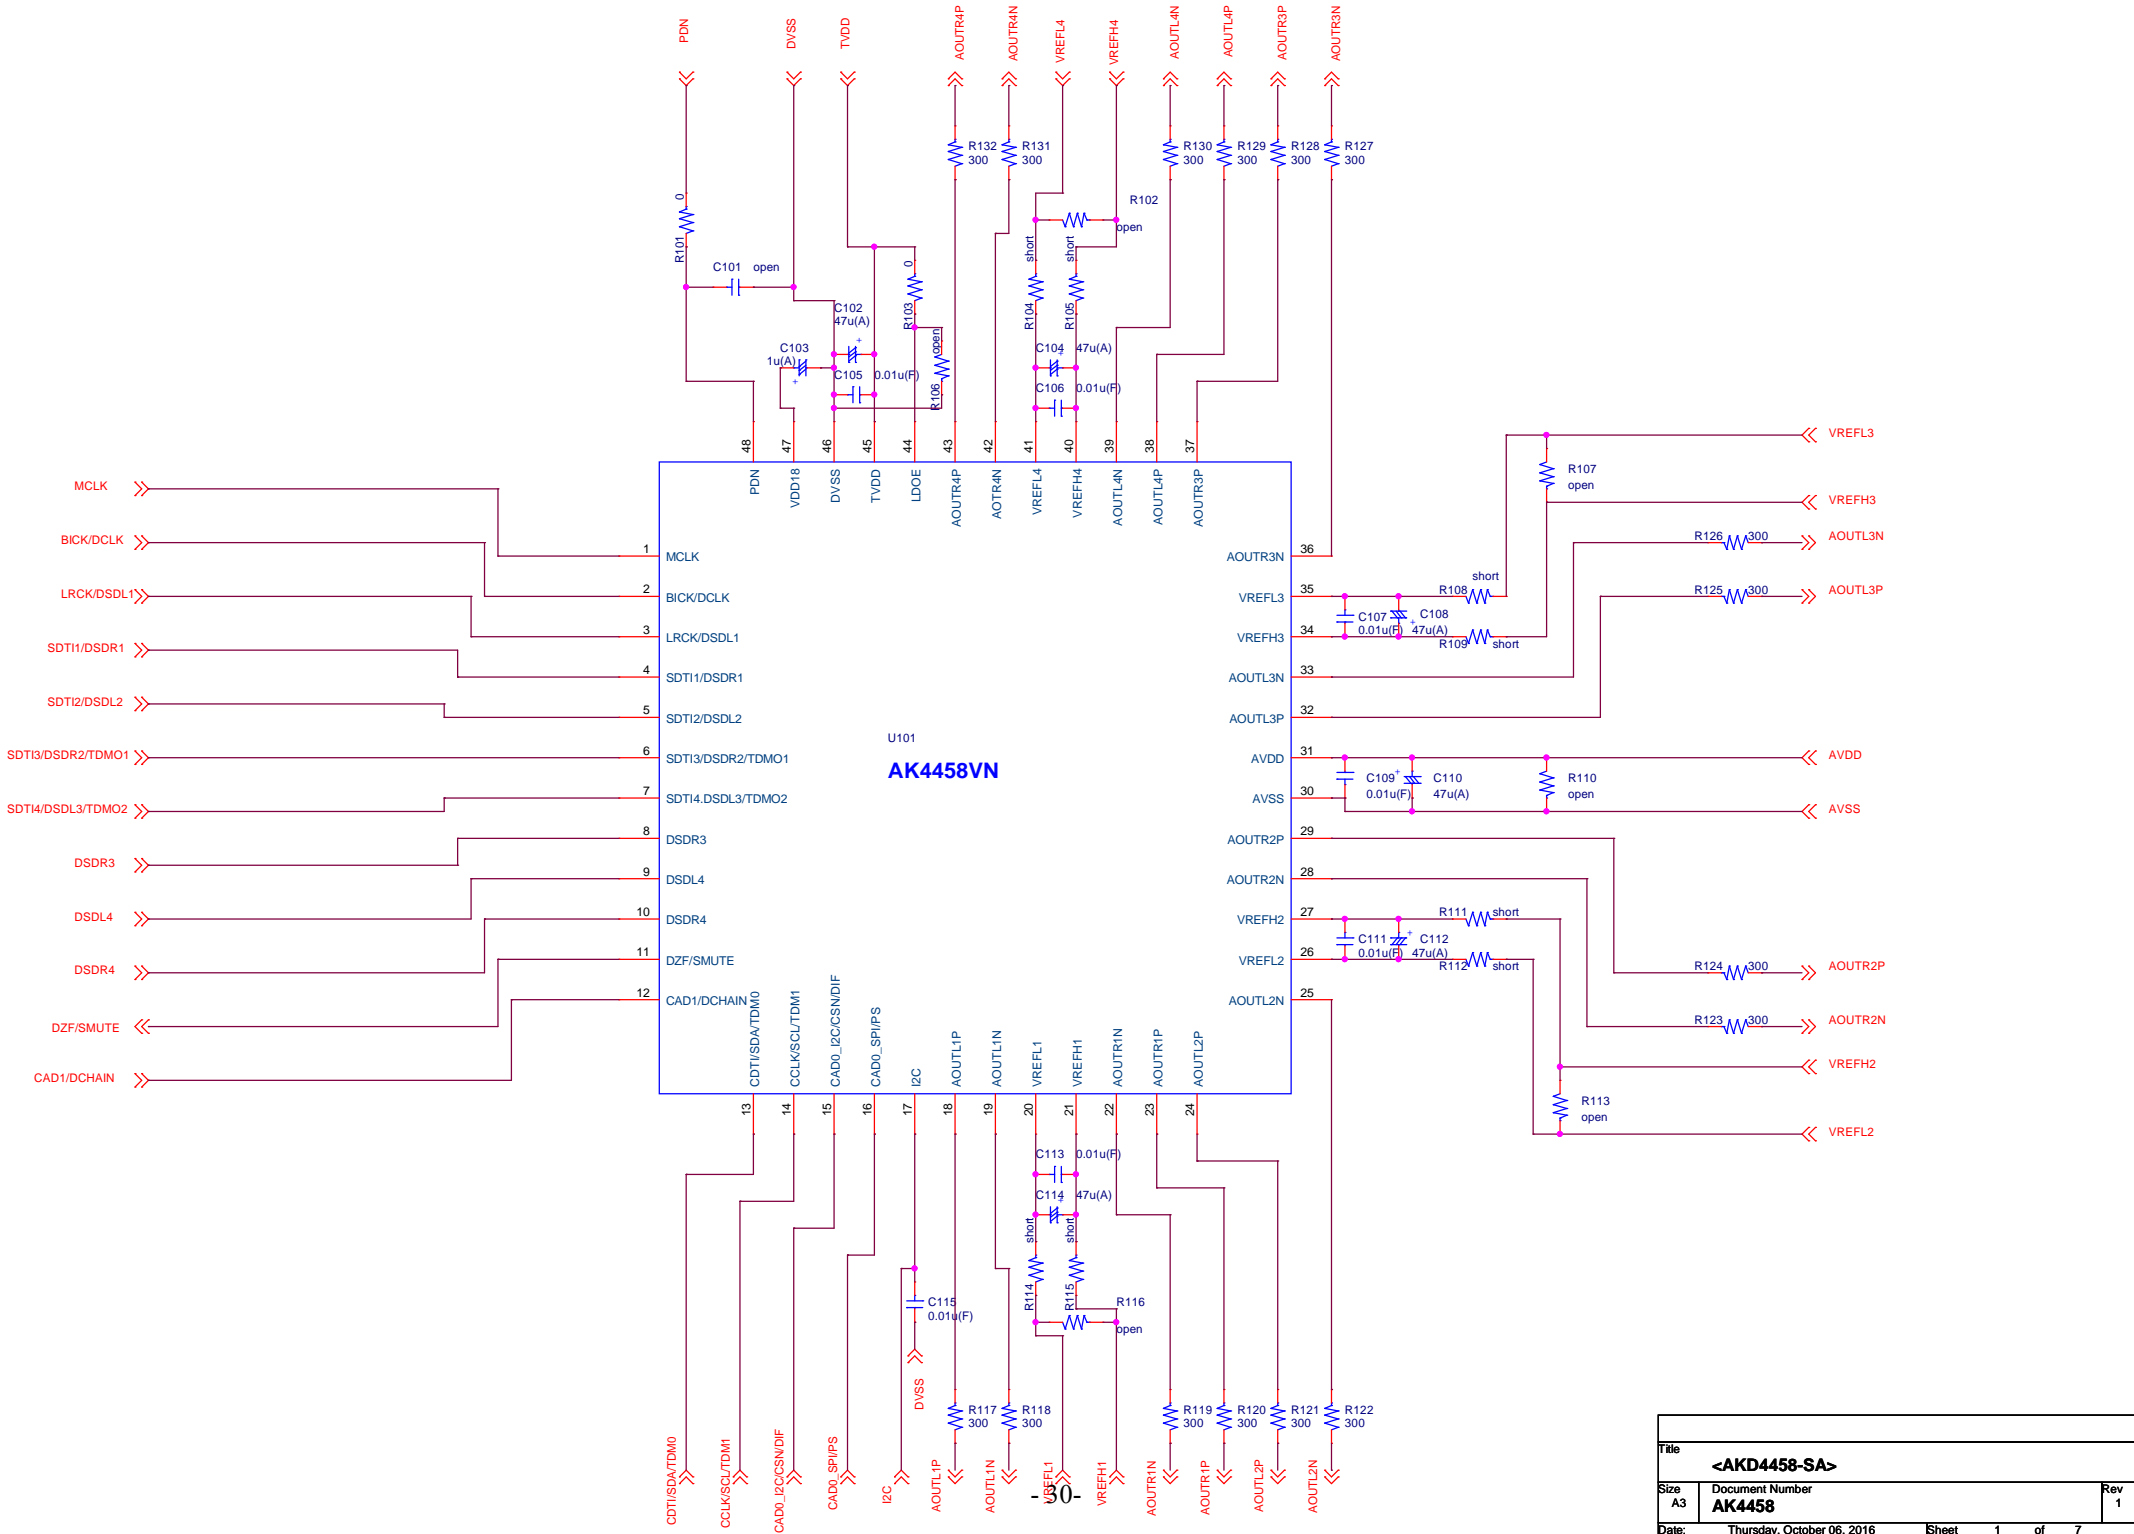 PDN
DVSS
TVDD
AOUTR4P
AOUTR4N
VREFL4
VREFH4
AOUTL4N
AOUTL4P
AOUTR3P
AOUTR3N
R132
300
R131
300
R130
300
R129
300
R128
300
R127
300
R101
0
C101 open
R102
open
short
R104
short
R105
0
R103
C102
47u(A)
+
C103
1u(A)
+
C105 0.01u(F)
open
R106
C104 47u(A)
+
C106 0.01u(F)
48
47
46
45
44
43
42
41
40
39
38
37
PDN
VDD18
DVSS
TVDD
LDOE
AOUTR4P
AOTR4N
VREFL4
VREFH4
AOUTL4N
AOUTL4P
AOUTR3P
MCLK
BICK/DCLK
LRCK/DSDL1
SDTI1/DSDR1
SDTI2/DSDL2
SDTI3/DSDR2/TDMO1
SDTI4/DSDL3/TDMO2
DSDR3
DSDL4
DSDR4
DZF/SMUTE
CAD1/DCHAIN
1 MCLK
2 BICK/DCLK
3 LRCK/DSDL1
4 SDTI1/DSDR1
5 SDTI2/DSDL2
6 SDTI3/DSDR2/TDMO1
7 SDTI4.DSDL3/TDMO2
8 DSDR3
9 DSDL4
10 DSDR4
11 DZF/SMUTE
12 CAD1/DCHAIN
U101
AK4458VN
AOUTR3N 36
VREFL3 35
VREFH3 34
AOUTL3N 33
AOUTL3P 32
AVDD 31
AVSS 30
AOUTR2P 29
AOUTR2N 28
VREFH2 27
VREFL2 26
AOUTL2N 25
VREFL3
R107
open
VREFH3
R126 300 AOUTL3N
short
R108
R125 300 AOUTL3P
C107
0.01u(F)
+
C108
47u(A)
R109 short
AVDD
C109
0.01u(F)
+
C110
47u(A)
R110
open
AVSS
R111 short
C111
0.01u(F)
+
C112
47u(A)
R112 short
R124 300 AOUTR2P
R123 300 AOUTR2N
VREFH2
R113
open
VREFL2
CDTI/SDA/TDM0
CCLK/SCL/TDM1
CAD0_I2C/CSN/DIF
CAD0_SPI/PS
I2C
AOUTL1P
AOUTL1N
VREFL1
VREFH1
AOUTR1N
AOUTR1P
AOUTL2P
13
14
15
16
17
18
19
20
21
22
23
24
C113 0.01u(F)
C114 47u(A)
+
short
R114
short
R115
R116
open
C115
0.01u(F)
DVSS
R117
300
R118
300
R119
300
R120
300
R121
300
R122
300
CDTI/SDA/TDM0
CCLK/SCL/TDM1
CAD0_I2C/CSN/DIF
CAD0_SPI/PS
I2C
AOUTL1P
AOUTL1N
VREFL1
VREFH1
AOUTR1N
AOUTR1P
AOUTL2P
AOUTL2N
- 30-
Title
<AKD4458-SA>
Size Document Number Rev
A3 AK4458 1
Date: Thursday, October 06, 2016 Sheet 1 of 7